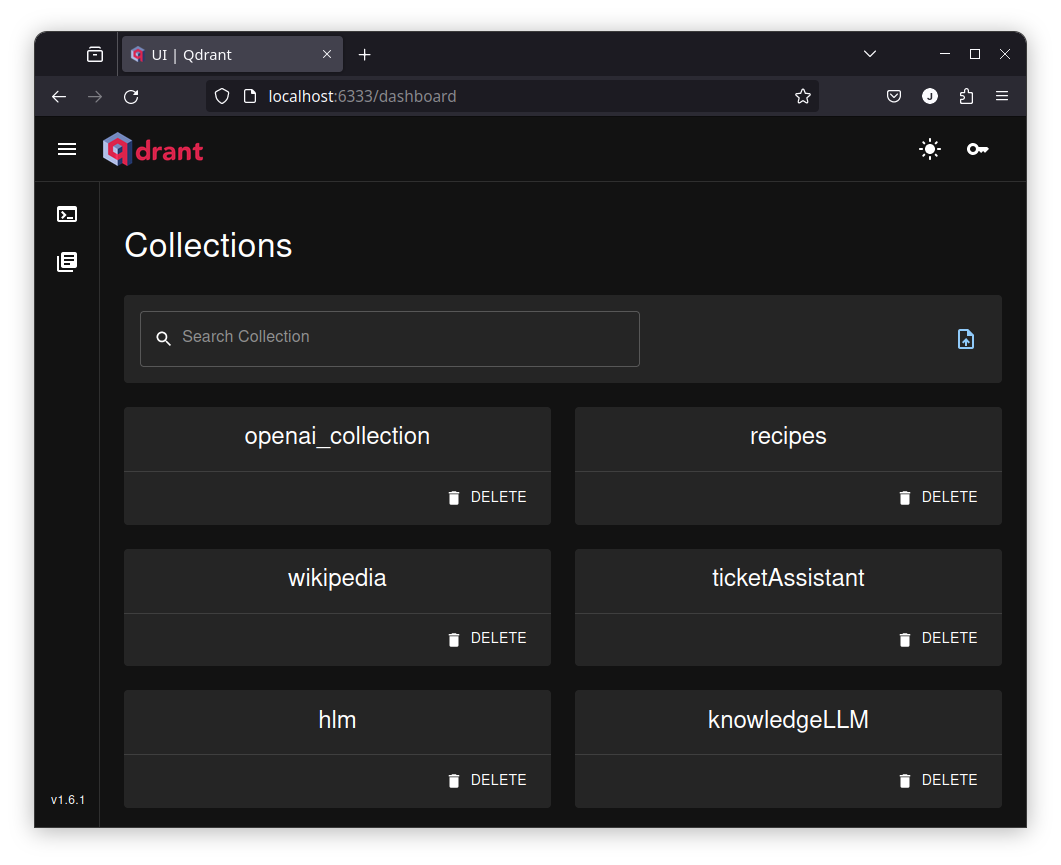 UI | Qdrant
J
localhost:6333/dashboard
qdrant
Collections
Search Collection
openai_collection
recipes
DELETE
DELETE
wikipedia
ticketAssistant
DELETE
DELETE
hlm
knowledgeLLM
DELETE
DELETE
v1.6.1